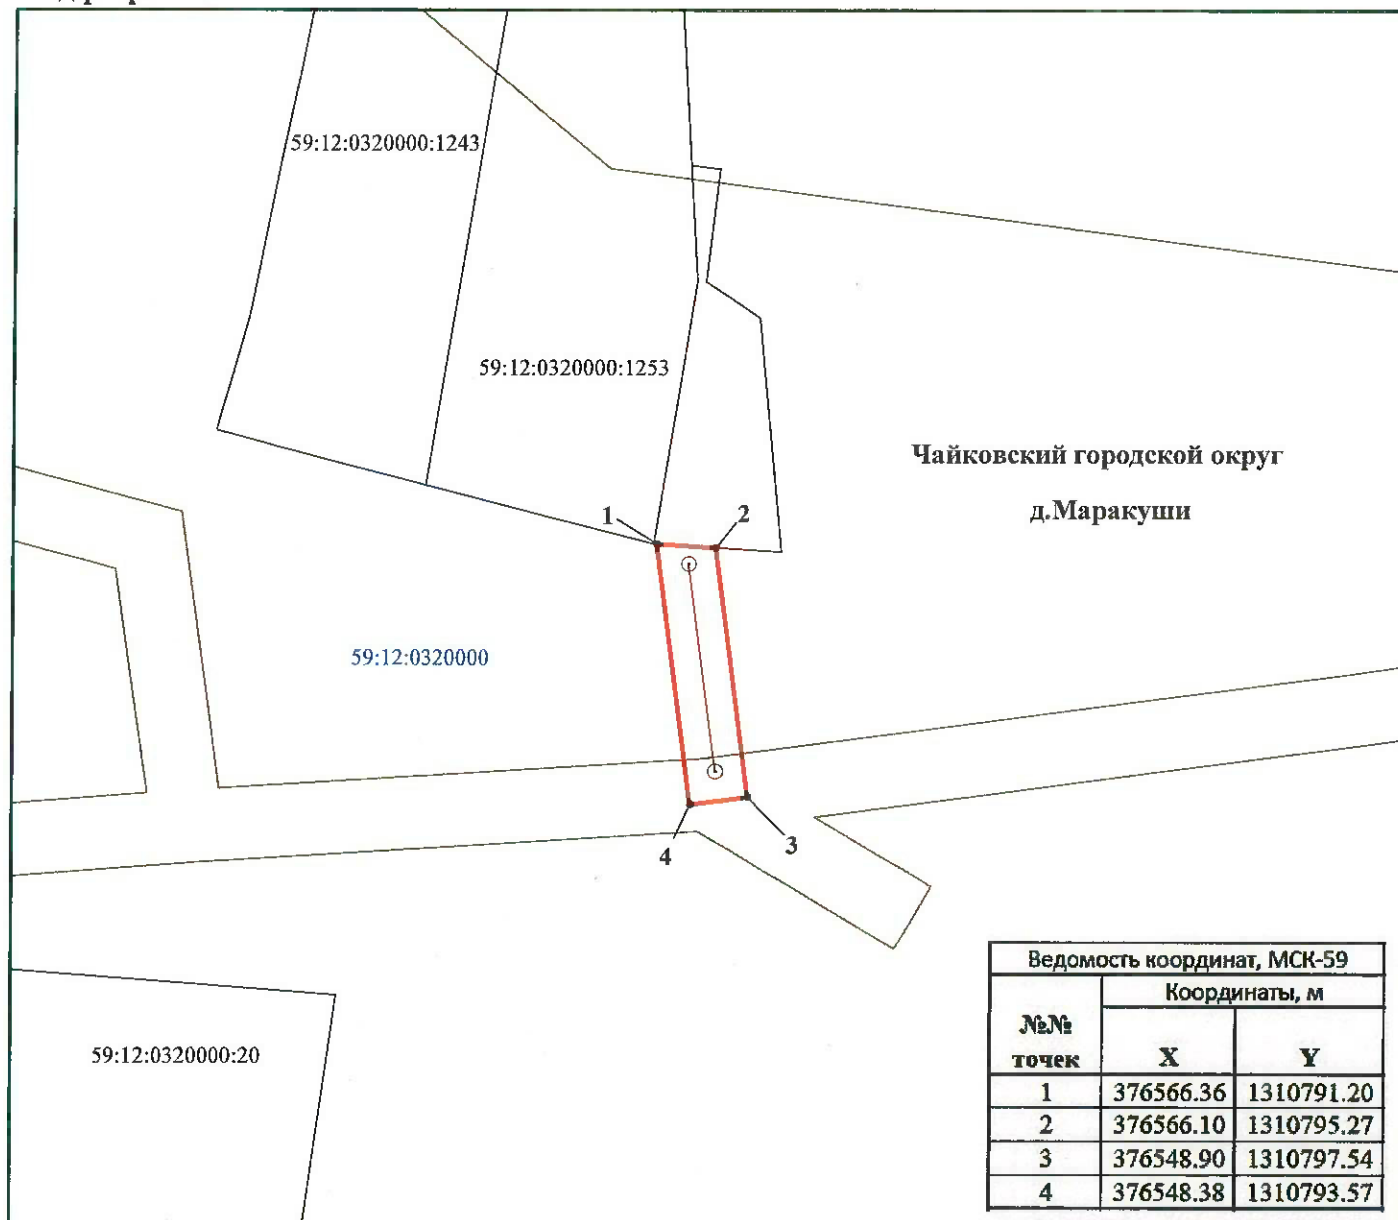 59:12:0320000:1243
59:12:0320000:1253
Чайковский городской округ
д.Маракуши
1
2
59:12:0320000
4
3
59:12:0320000:20
Ведомость координат, МСК-59
№№ точек
Координаты, м
X Y
1 376566.36 1310791.20
2 376566.10 1310795.27
3 376548.90 1310797.54
4 376548.38 1310793.57